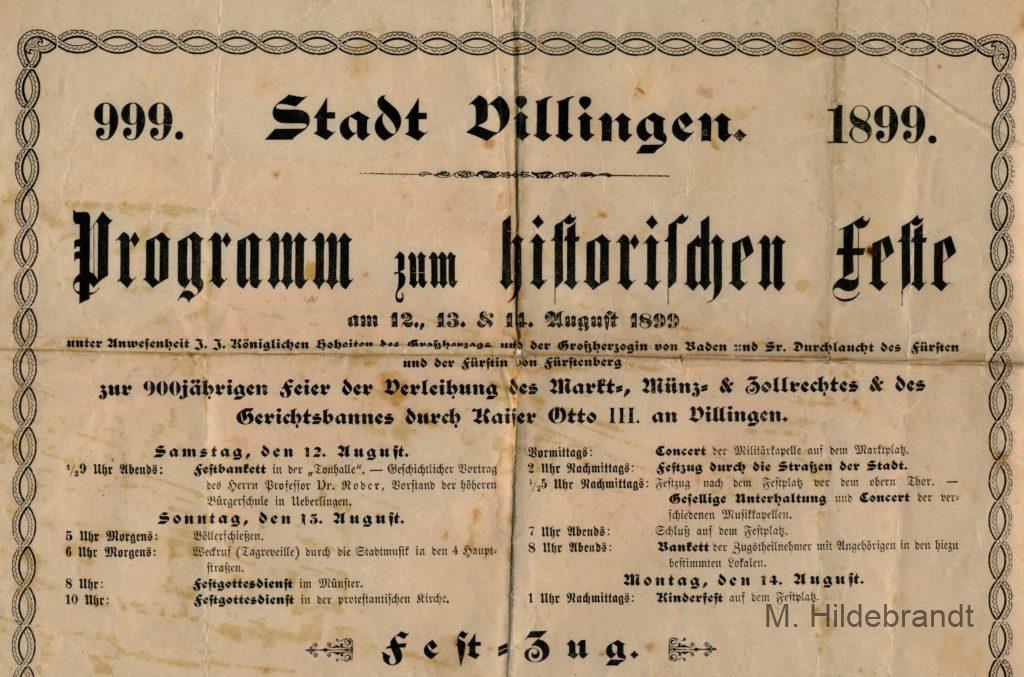 999. Stadt Villingen. 1899.
Programm zum historischen Feste
am 12., 13. & 14. August 1899
unter Anwesenheit J. J. Königlichen Hoheiten des Großherzogs und der Großherzogin von Baden und Sr. Durchlaucht des Fürsten
und der Fürstin von Fürstenberg
zur 900jährigen Feier der Verleihung des Markt-, Münz- & Zollrechtes & des
Gerichtsbannes durch Kaiser Otto III. an Villingen.
Samstag, den 12. August.
½9 Uhr Abends: Festbankett in der „Tonhalle“. — Geschichtlicher Vortrag
des Herrn Professor Dr. Roder, Vorstand der höheren
Bürgerschule in Ueberlingen.
Sonntag, den 13. August.
5 Uhr Morgens: Böllerschießen.
6 Uhr Morgens: Weckruf (Tagreveille) durch die Stadtmusik in den 4 Haupt-
straßen.
8 Uhr: Festgottesdienst im Münster.
10 Uhr: Festgottesdienst in der protestantischen Kirche.
Vormittags: Concert der Militärkapelle auf dem Marktplatz.
2 Uhr Nachmittags: Festzug durch die Straßen der Stadt.
½5 Uhr Nachmittags: Festzug nach dem Festplatz vor dem obern Thor. —
Gesellige Unterhaltung und Concert der ver-
schiedenen Musikkapellen.
7 Uhr Abends: Schluß auf dem Festplatz.
8 Uhr Abends: Bankett der Zugstheilnehmer mit Angehörigen in den hiezu
bestimmten Lokalen.
Montag, den 14. August.
1 Uhr Nachmittags: Kinderfest auf dem Festplatz.
M. Hildebrandt
Fest-Zug.